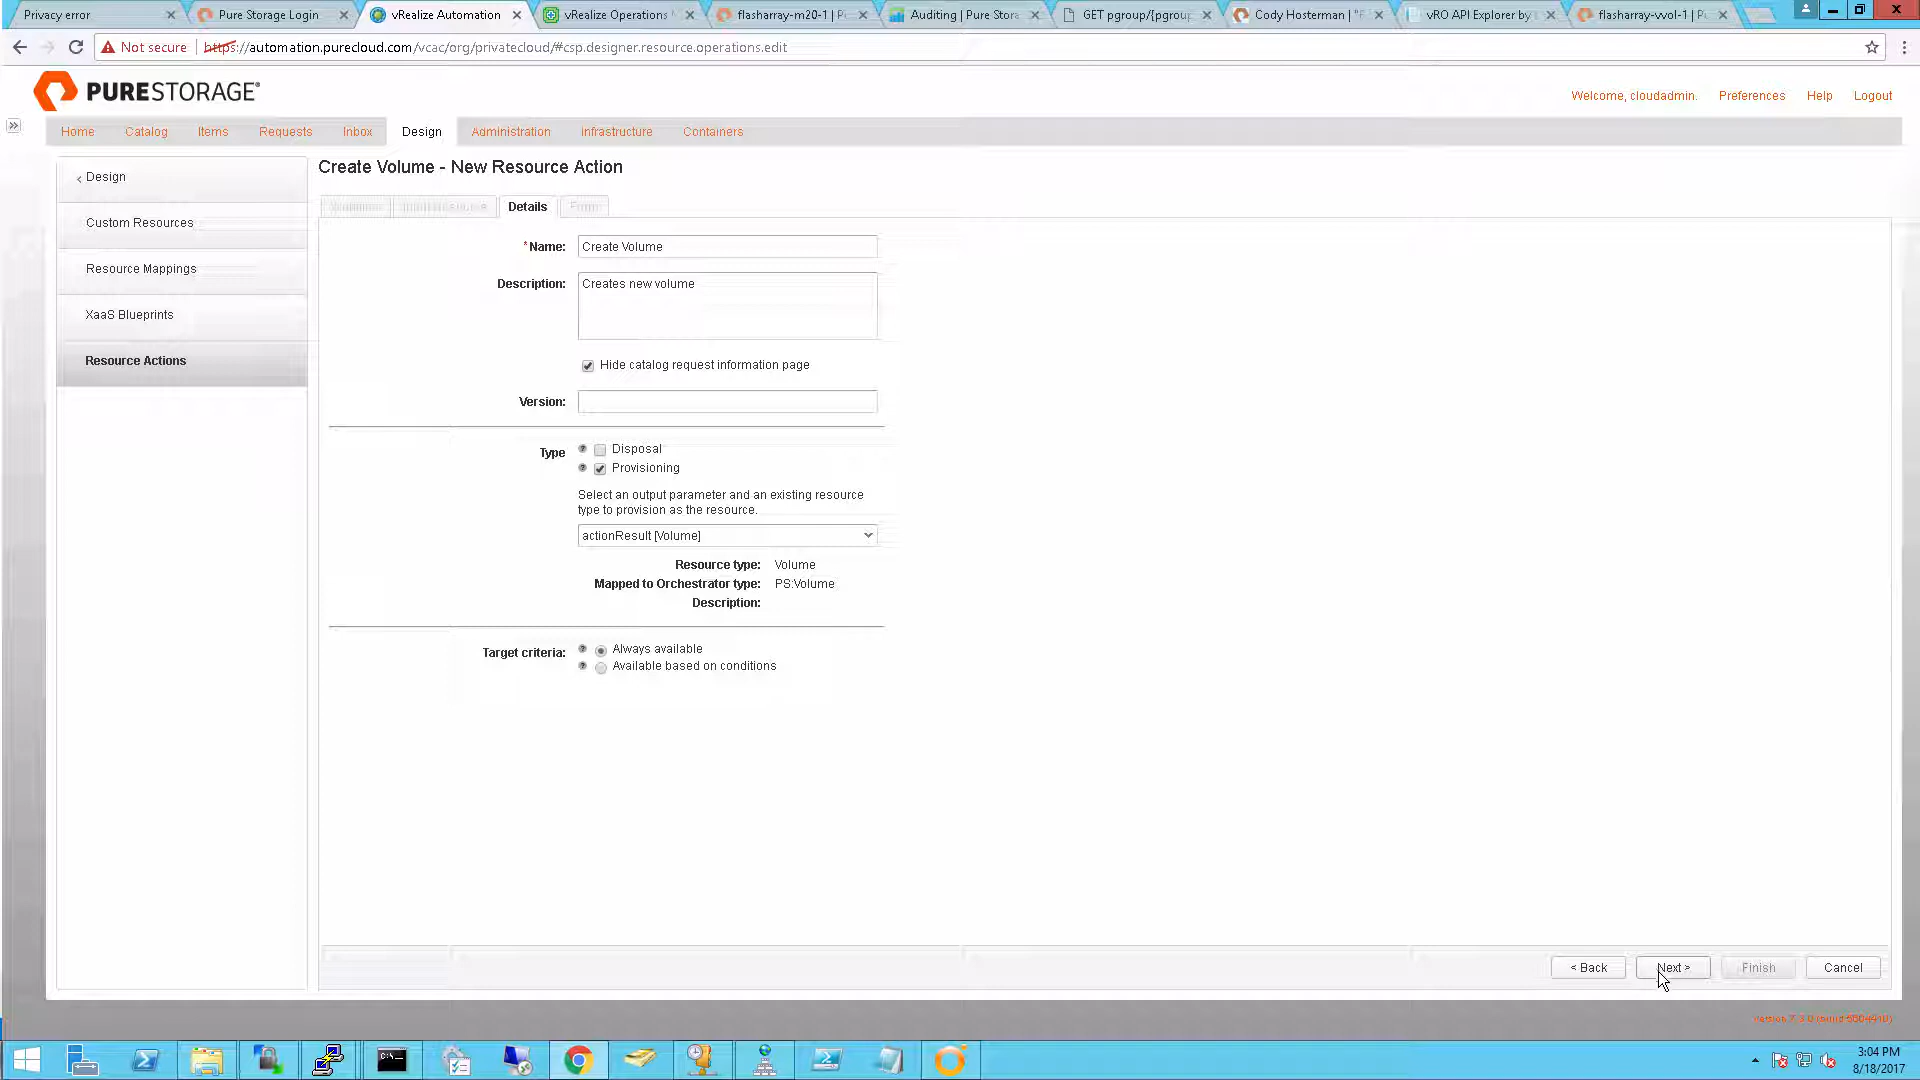 Privacy error
Pure Storage Login
vRealize Automation
vRealize Operations
flasharray-m20-1 | P
Auditing | Pure Stora
GET pgroup/{pgroup
Cody Hosterman | "F
vRO API Explorer by
flasharray-vvol-1 | P
Not secure
https://automation.purecloud.com/vcac/org/privatecloud/#csp.designer.resource.operations.edit
PURESTORAGE®
Welcome, cloudadmin.
Preferences
Help
Logout
Home
Catalog
Items
Requests
Inbox
Design
Administration
Infrastructure
Containers
< Design
Custom Resources
Resource Mappings
XaaS Blueprints
Resource Actions
Create Volume - New Resource Action
Details
Form
*Name: Create Volume
Description: Creates new volume
Hide catalog request information page
Version:
Type
Disposal
Provisioning
Select an output parameter and an existing resource
type to provision as the resource.
actionResult [Volume]
Resource type: Volume
Mapped to Orchestrator type: PS:Volume
Description:
Target criteria:
Always available
Available based on conditions
< Back
Next >
Finish
Cancel
3:04 PM
8/18/2017